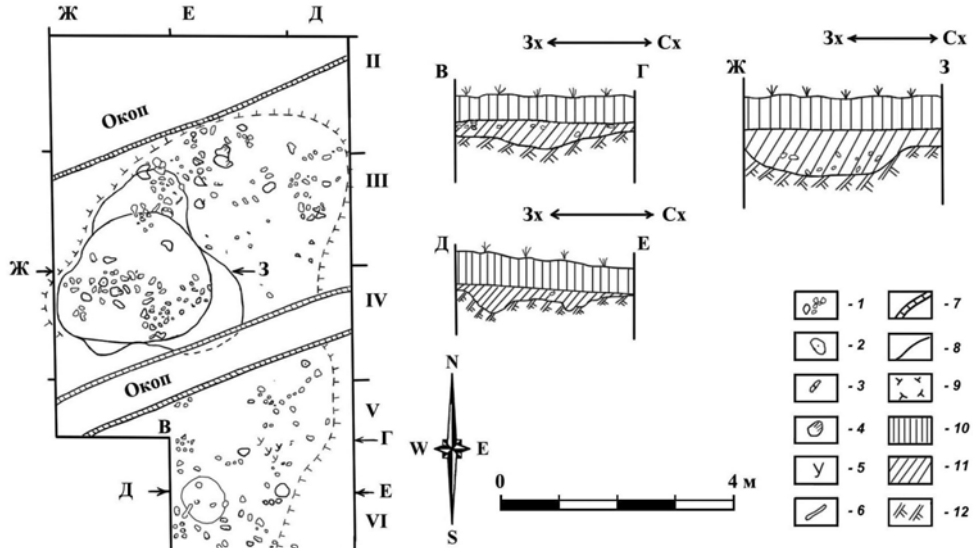 Ж Е Д
II
Окоп
III
Ж З
IV
Окоп
V
В
Г
Д Е
VI
Зх Сх
В Г
Зх Сх
Ж З
Зх Сх
Д Е
N
W E
S
0 4 м
- 1 - 7
- 2 - 8
- 3 - 9
- 4 - 10
- 5 - 11
- 6 - 12